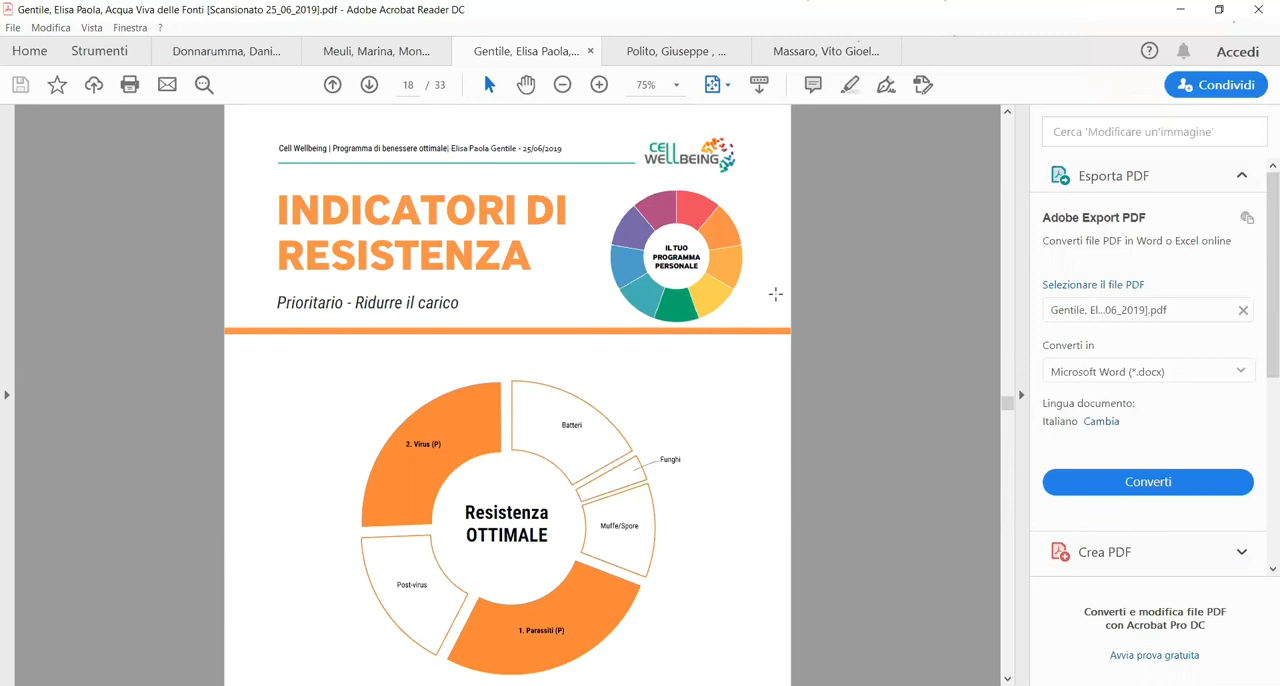 Gentile, Elisa Paola, Acqua Viva delle Fonti [Scansionato 25_06_2019].pdf - Adobe Acrobat Reader DC
File Modifica Vista Finestra ?
Home Strumenti Donnarumma, Dani... Meuli, Marina, Mon... Gentile, Elisa Paola,... × Polito, Giuseppe , ... Massaro, Vito Gioel... Accedi
18 / 33 75% Condividi
Cell Wellbeing | Programma di benessere ottimale| Elisa Paola Gentile - 25/06/2019
CELL
WELLBEING
INDICATORI DI
RESISTENZA
Prioritario - Ridurre il carico
IL TUO
PROGRAMMA
PERSONALE
2. Virus (P)
Batteri
Funghi
Muffe/Spore
Resistenza
OTTIMALE
Post-virus
1. Parassiti (P)
Cerca 'Modificare un'immagine'
Esporta PDF
Adobe Export PDF
Converti file PDF in Word o Excel online
Selezionare il file PDF
Gentile, El...06_2019].pdf
Converti in
Microsoft Word (*.docx)
Lingua documento:
Italiano Cambia
Converti
Crea PDF
Converti e modifica file PDF
con Acrobat Pro DC
Avvia prova gratuita